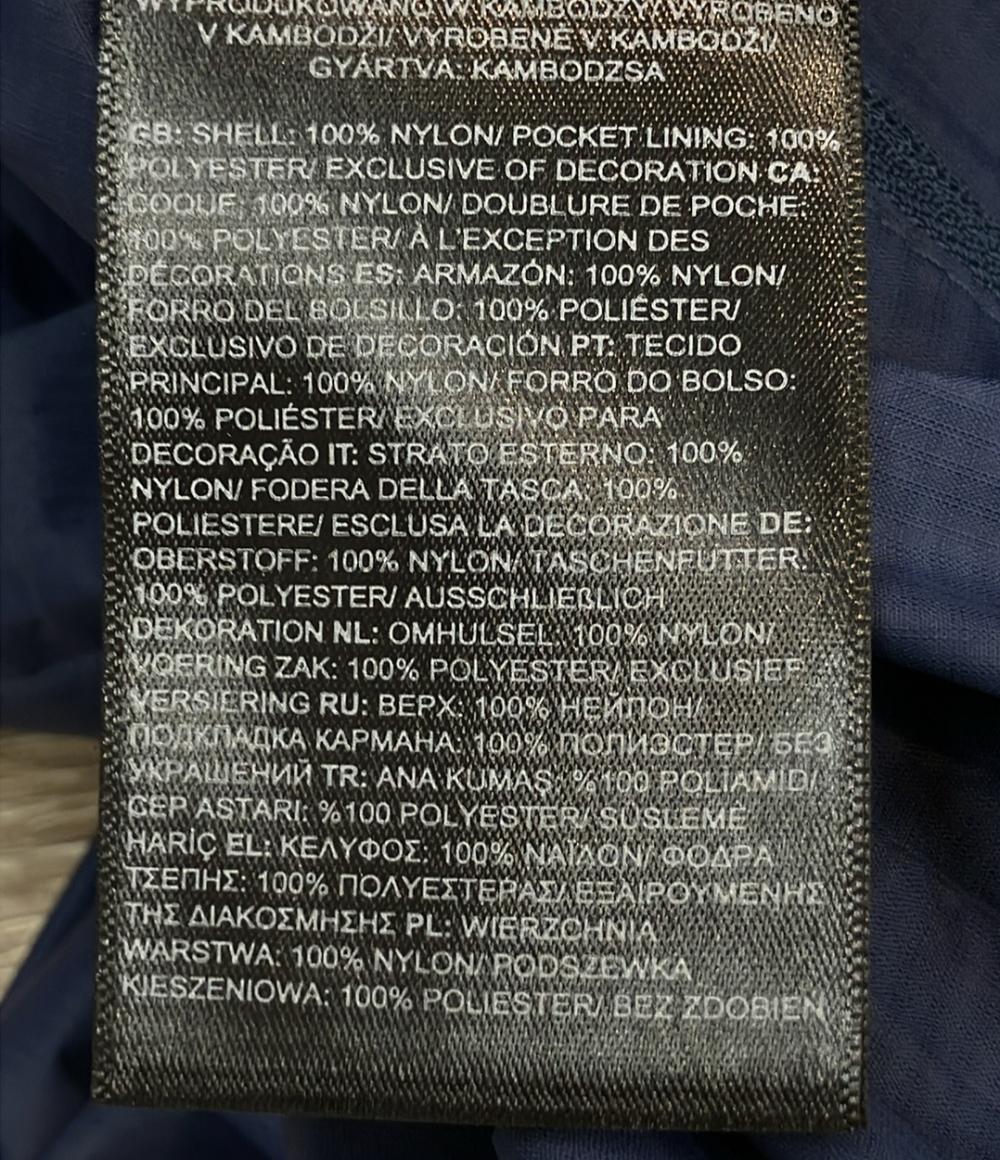 WYPRODUKOWANO W KAMBODŻY/ VYROBENO
V KAMBODŽI/ VYROBENÉ V KAMBODŽI/
GYÁRTVA: KAMBODZSA
GB: SHELL: 100% NYLON/ POCKET LINING: 100%
POLYESTER/ EXCLUSIVE OF DECORATION CA:
COQUE: 100% NYLON/ DOUBLURE DE POCHE:
100% POLYESTER/ À L'EXCEPTION DES
DÉCORATIONS ES: ARMAZÓN: 100% NYLON/
FORRO DEL BOLSILLO: 100% POLIÉSTER/
EXCLUSIVO DE DECORACIÓN PT: TECIDO
PRINCIPAL: 100% NYLON/ FORRO DO BOLSO:
100% POLIÉSTER/ EXCLUSIVO PARA
DECORAÇÃO IT: STRATO ESTERNO: 100%
NYLON/ FODERA DELLA TASCA: 100%
POLIESTERE/ ESCLUSA LA DECORAZIONE DE:
OBERSTOFF: 100% NYLON/ TASCHENFUTTER:
100% POLYESTER/ AUSSCHLIEßLICH
DEKORATION NL: OMHULSEL: 100% NYLON/
VOERING ZAK: 100% POLYESTER/ EXCLUSIEF
VERSIERING RU: ВЕРХ: 100% НЕЙЛОН/
ПОДКЛАДКА КАРМАНА: 100% ПОЛИЭСТЕР/ БЕЗ
УКРАШЕНИЙ TR: ANA KUMAŞ: %100 POLİAMİD/
CEP ASTARI: %100 POLYESTER/ SÜSLEME
HARİÇ EL: ΚΕΛΥΦΟΣ: 100% ΝΑΪΛΟΝ/ ΦΟΔΡΑ
ΤΣΕΠΗΣ: 100% ΠΟΛΥΕΣΤΕΡΑΣ/ ΕΞΑΙΡΟΥΜΕΝΗΣ
ΤΗΣ ΔΙΑΚΟΣΜΗΣΗΣ PL: WIERZCHNIA
WARSTWA: 100% NYLON/ PODSZEWKA
KIESZENIOWA: 100% POLIESTER/ BEZ ZDOBIEŃ